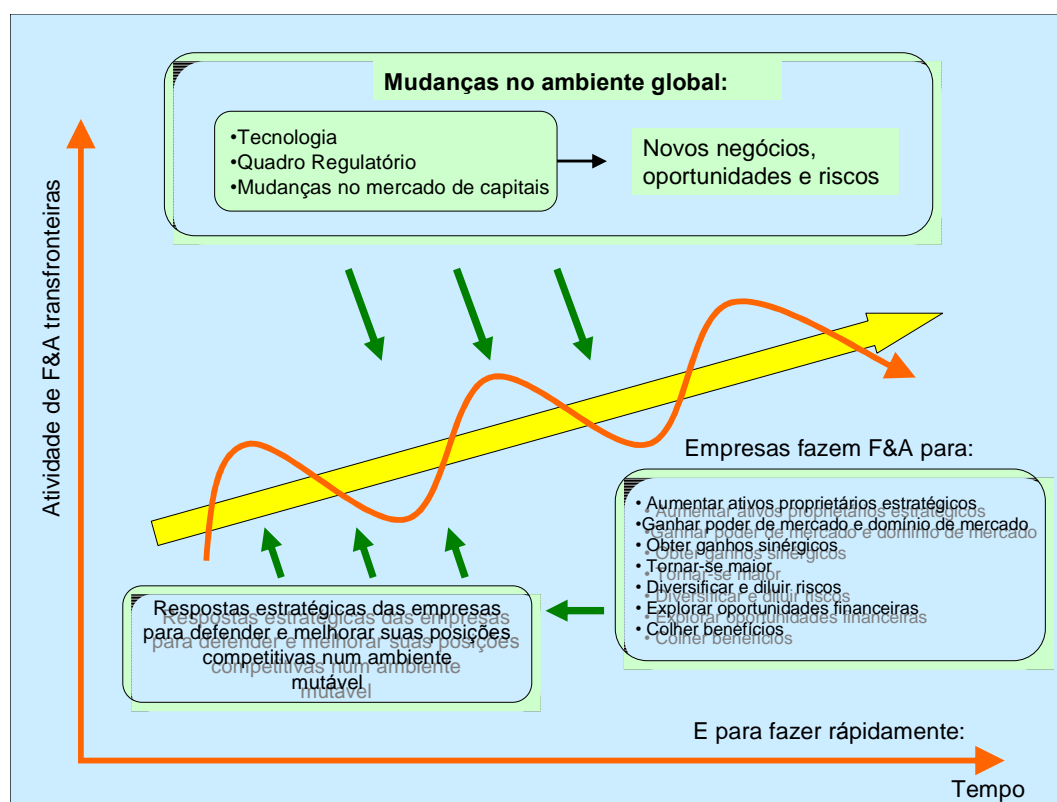 Mudanças no ambiente global:
•Tecnologia
•Quadro Regulatório
•Mudanças no mercado de capitais
Novos negócios,
oportunidades e riscos
Atividade de F&A transfronteiras
Empresas fazem F&A para:
• Aumentar ativos proprietários estratégicos
•Ganhar poder de mercado e domínio de mercado
• Obter ganhos sinérgicos
• Tornar-se maior
• Diversificar e diluir riscos
• Explorar oportunidades financeiras
• Colher benefícios
Respostas estratégicas das empresas
para defender e melhorar suas posições
competitivas num ambiente
mutável
E para fazer rápidamente:
Tempo